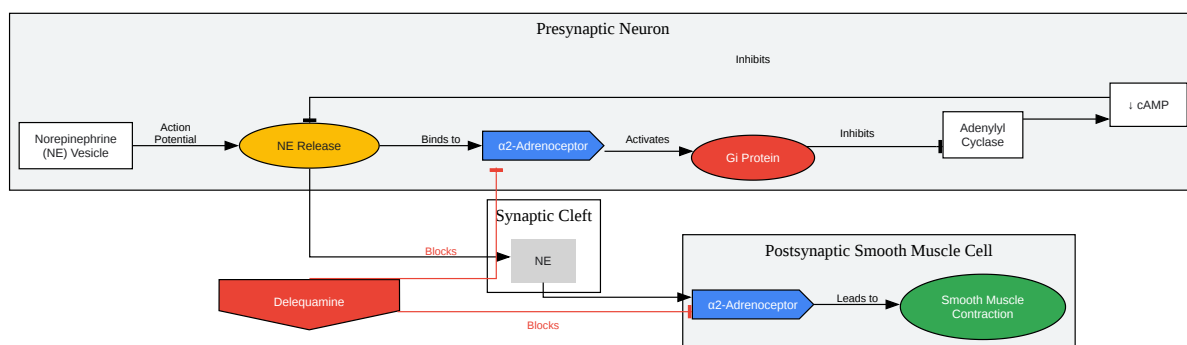 Presynaptic Neuron
Inhibits
↓ cAMP
Norepinephrine
(NE) Vesicle
Action
Potential
NE Release
Binds to
α2-Adrenoceptor
Activates
Gi Protein
Inhibits
Adenylyl
Cyclase
Synaptic Cleft
NE
Blocks
Delequamine
Blocks
Postsynaptic Smooth Muscle Cell
α2-Adrenoceptor
Leads to
Smooth Muscle
Contraction